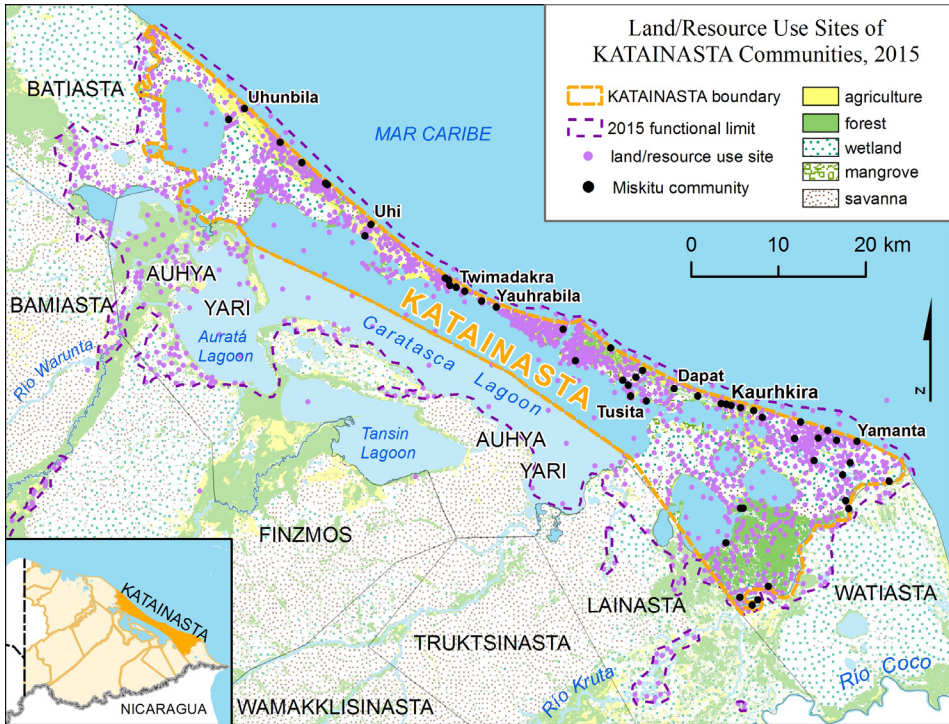 Land/Resource Use Sites of
KATAINASTA Communities, 2015
KATAINASTA boundary
2015 functional limit
land/resource use site
Miskitu community
agriculture
forest
wetland
mangrove
savanna
0 20 km
N
BATIASTA
Uhunbila
MAR CARIBE
Uhi
Twimadakra
Yauhrabila
AUHYA
YARI
BAMIASTA
Auratá
Lagoon
Río Warunta
KATAINASTA
Caratasca Lagoon
Dapat
Kaurhkira
Tusita
Yamanta
Tansin
Lagoon
AUHYA
YARI
FINZMOS
LAINASTA
WATIASTA
TRUKTSINASTA
WAMAKKLISINASTA
Río Kruta
Río Coco
KATAINASTA
NICARAGUA